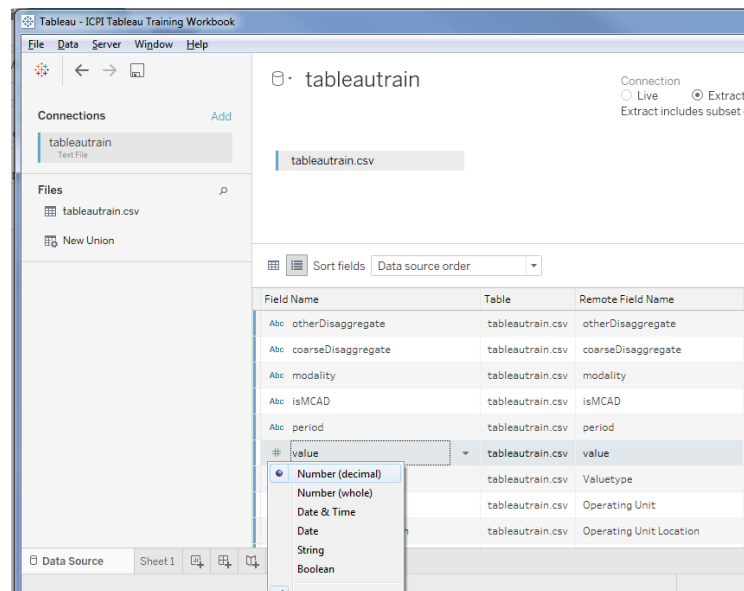 Tableau - ICPI Tableau Training Workbook
File Data Server Window Help
tableautrain
Connection
Live Extract
Extract includes subset
Connections Add
tableautrain
Text File
tableautrain.csv
Files
tableautrain.csv
New Union
Sort fields Data source order
Field Name Table Remote Field Name
Abc otherDisaggregate tableautrain.csv otherDisaggregate
Abc coarseDisaggregate tableautrain.csv coarseDisaggregate
Abc modality tableautrain.csv modality
Abc isMCAD tableautrain.csv isMCAD
Abc period tableautrain.csv period
# value tableautrain.csv value
Number (decimal) tableautrain.csv Valuetype
Number (whole)
Date & Time tableautrain.csv Operating Unit
Date tableautrain.csv Operating Unit Location
String
Boolean
Data Source Sheet 1